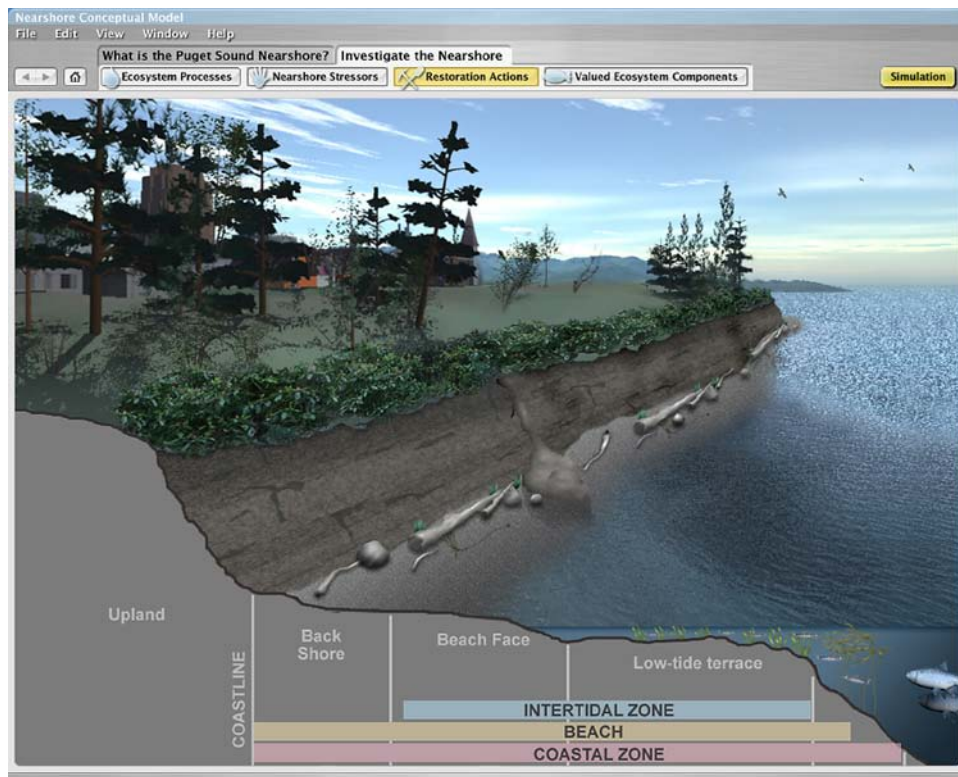 Nearshore Conceptual Model
File Edit View Window Help
What is the Puget Sound Nearshore? Investigate the Nearshore
Ecosystem Processes Nearshore Stressors Restoration Actions Valued Ecosystem Components Simulation
Upland
COASTLINE
Back
Shore
Beach Face
Low-tide terrace
INTERTIDAL ZONE
BEACH
COASTAL ZONE